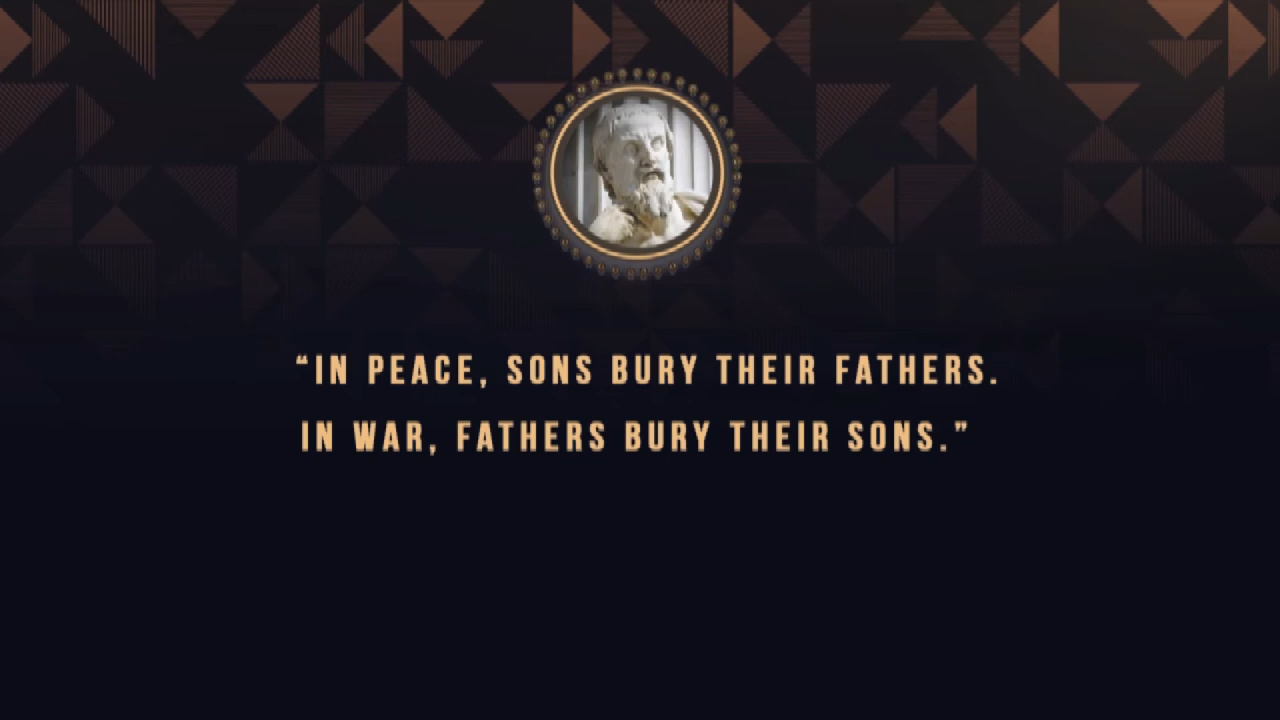 “IN PEACE, SONS BURY THEIR FATHERS.
IN WAR, FATHERS BURY THEIR SONS.”